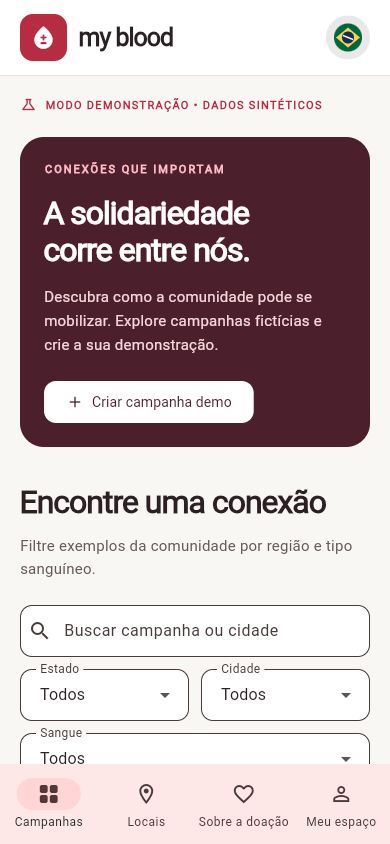 my blood
MODO DEMONSTRAÇÃO • DADOS SINTÉTICOS
CONEXÕES QUE IMPORTAM
A solidariedade
corre entre nós.
Descubra como a comunidade pode se
mobilizar. Explore campanhas fictícias e
crie a sua demonstração.
+ Criar campanha demo
Encontre uma conexão
Filtre exemplos da comunidade por região e tipo
sanguíneo.
Buscar campanha ou cidade
Estado Cidade
Todos Todos
Sangue
Todos
Campanhas Locais Sobre a doação Meu espaço